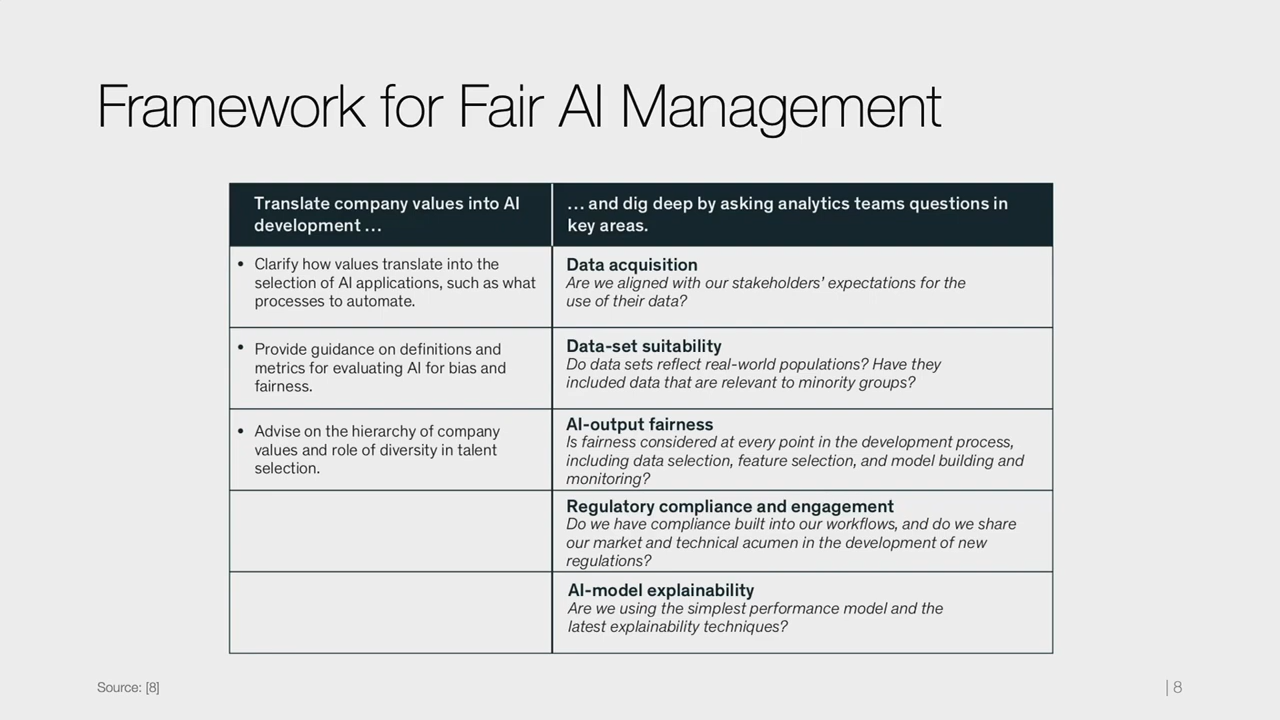 Framework for Fair AI Management
Translate company values into AI
development …
… and dig deep by asking analytics teams questions in
key areas.
• Clarify how values translate into the
selection of AI applications, such as what
processes to automate.
Data acquisition
Are we aligned with our stakeholders’ expectations for the
use of their data?
• Provide guidance on definitions and
metrics for evaluating AI for bias and
fairness.
Data-set suitability
Do data sets reflect real-world populations? Have they
included data that are relevant to minority groups?
• Advise on the hierarchy of company
values and role of diversity in talent
selection.
AI-output fairness
Is fairness considered at every point in the development process,
including data selection, feature selection, and model building and
monitoring?
Regulatory compliance and engagement
Do we have compliance built into our workflows, and do we share
our market and technical acumen in the development of new
regulations?
AI-model explainability
Are we using the simplest performance model and the
latest explainability techniques?
Source: [8]
| 8